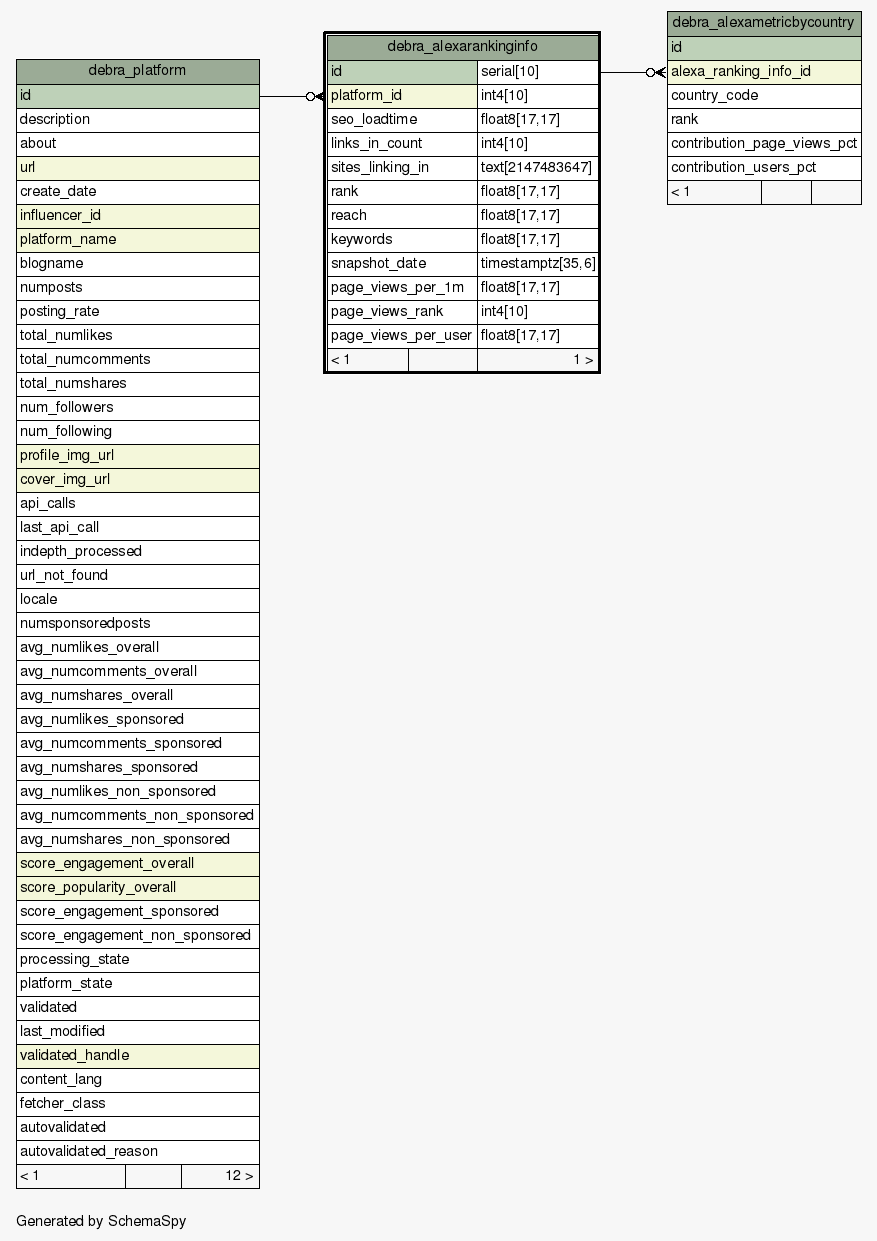 debra_platform
id
description
about
url
create_date
influencer_id
platform_name
blogname
numposts
posting_rate
total_numlikes
total_numcomments
total_numshares
num_followers
num_following
profile_img_url
cover_img_url
api_calls
last_api_call
indepth_processed
url_not_found
locale
numsponsoredposts
avg_numlikes_overall
avg_numcomments_overall
avg_numshares_overall
avg_numlikes_sponsored
avg_numcomments_sponsored
avg_numshares_sponsored
avg_numlikes_non_sponsored
avg_numcomments_non_sponsored
avg_numshares_non_sponsored
score_engagement_overall
score_popularity_overall
score_engagement_sponsored
score_engagement_non_sponsored
processing_state
platform_state
validated
last_modified
validated_handle
content_lang
fetcher_class
autovalidated
autovalidated_reason
< 1 12 >
debra_alexarankinginfo
id serial[10]
platform_id int4[10]
seo_loadtime float8[17,17]
links_in_count int4[10]
sites_linking_in text[2147483647]
rank float8[17,17]
reach float8[17,17]
keywords float8[17,17]
snapshot_date timestamptz[35,6]
page_views_per_1m float8[17,17]
page_views_rank int4[10]
page_views_per_user float8[17,17]
< 1 1 >
debra_alexametricbycountry
id
alexa_ranking_info_id
country_code
rank
contribution_page_views_pct
contribution_users_pct
< 1
Generated by SchemaSpy